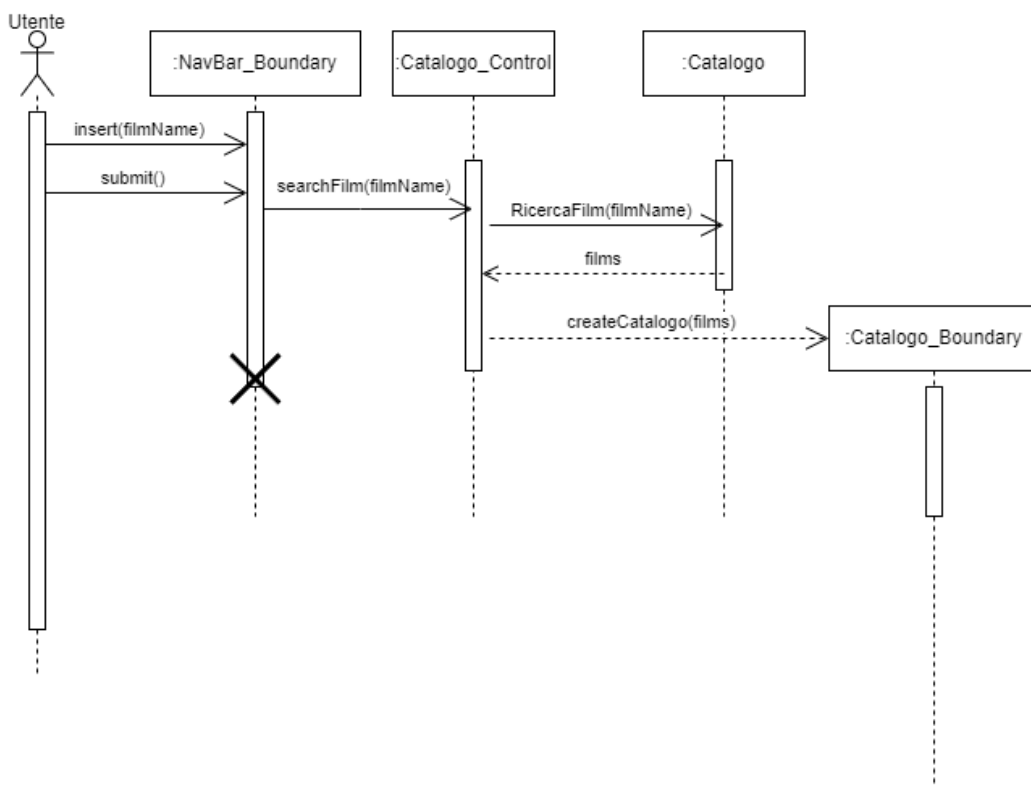 Utente
:NavBar_Boundary
:Catalogo_Control
:Catalogo
insert(filmName)
submit()
searchFilm(filmName)
RicercaFilm(filmName)
films
createCatalogo(films)
:Catalogo_Boundary